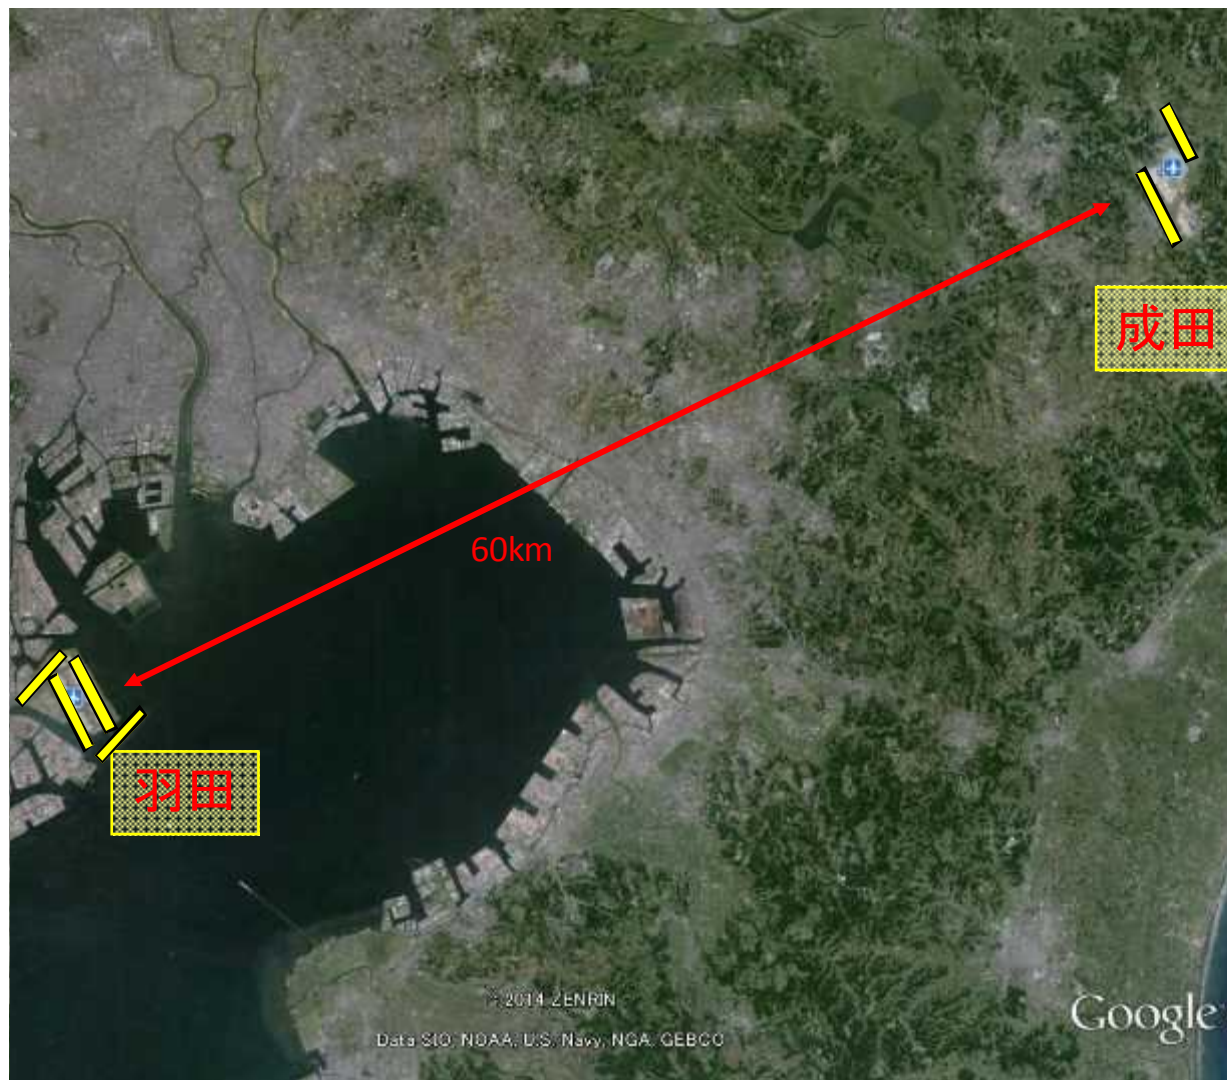 成田
60km
羽田
© 2014 ZENRIN
Data SIO, NOAA, U.S. Navy, NGA, GEBCO
Google